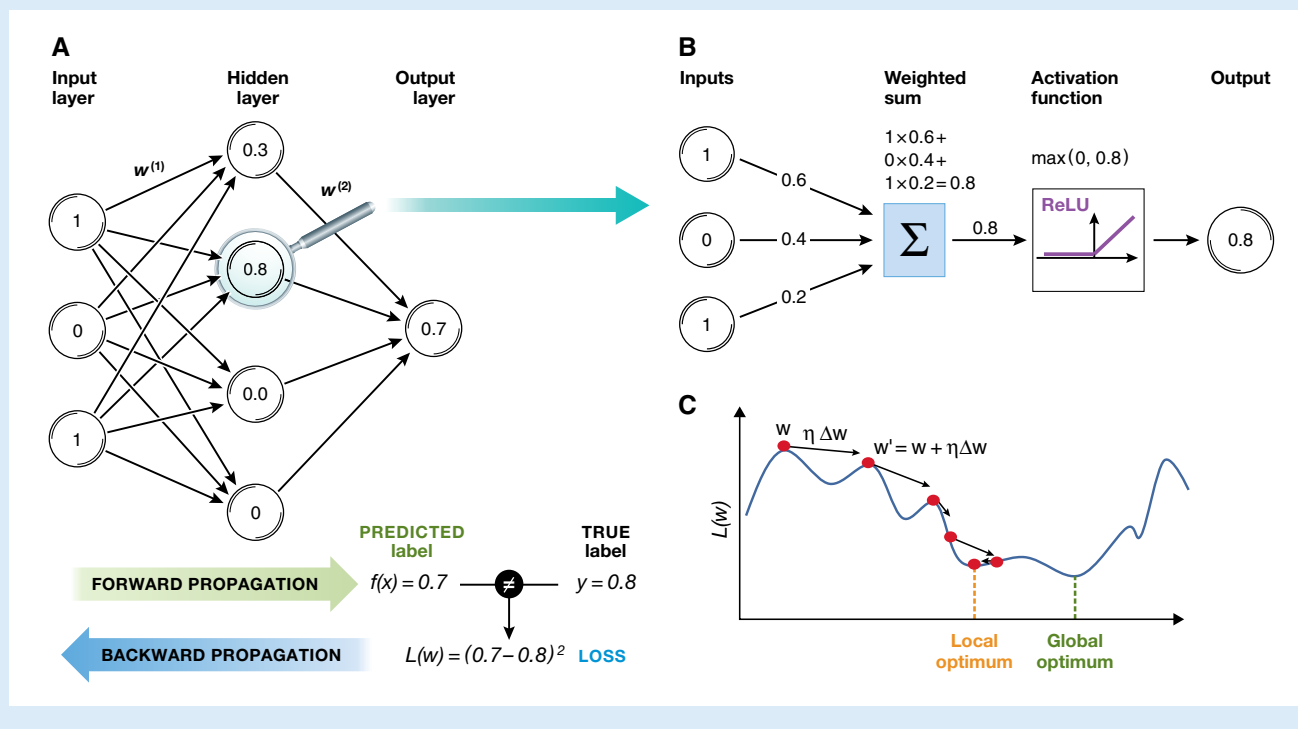 A
Input
layer
Hidden
layer
Output
layer
w(1)
w(2)
1
0
1
0.3
0.8
0.0
0
0.7
FORWARD PROPAGATION
BACKWARD PROPAGATION
PREDICTED
label
f(x) = 0.7
≠
TRUE
label
y = 0.8
L(w) = (0.7–0.8)²
LOSS
B
Inputs
Weighted
sum
Activation
function
Output
1
0
1
0.6
0.4
0.2
1×0.6+
0×0.4+
1×0.2=0.8
Σ
0.8
max(0, 0.8)
ReLU
0.8
C
L(w)
w
η Δw
w' = w + ηΔw
Local
optimum
Global
optimum